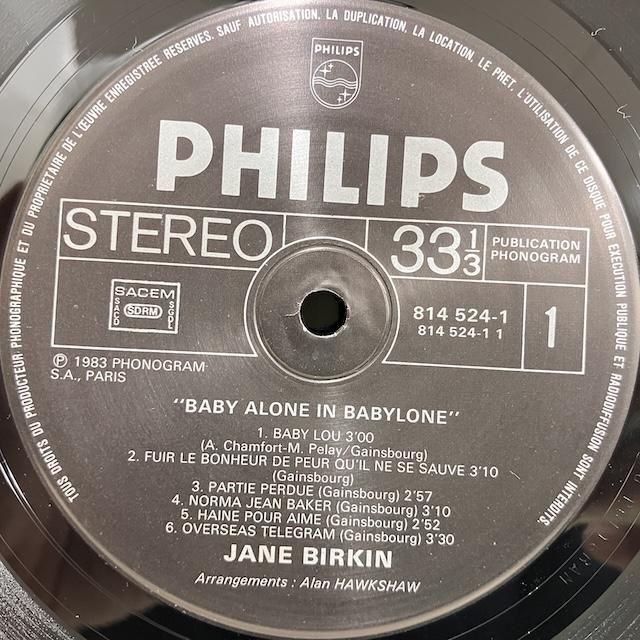 TOUS DROITS DU PRODUCTEUR PHONOGRAPHIQUE ET DU PROPRIETAIRE DE L'ŒUVRE ENREGISTREE RESERVES. SAUF AUTORISATION, LA DUPLICATION, LA LOCATION, LE PRET, L'UTILISATION DE CE DISQUE POUR EXECUTION PUBLIQUE ET RADIODIFFUSION SONT INTERDITS
PHILIPS
PHILIPS
STEREO
33 1/3
PUBLICATION
PHONOGRAM
SACEM
SACD
SDRM
SGDL
814 524-1
814 524-1 1
1
Ⓟ 1983 PHONOGRAM
S.A., PARIS
"BABY ALONE IN BABYLONE"
1. BABY LOU 3'00
(A. Chamfort-M. Pelay/Gainsbourg)
2. FUIR LE BONHEUR DE PEUR QU'IL NE SE SAUVE 3'10
(Gainsbourg)
3. PARTIE PERDUE (Gainsbourg) 2'57
4. NORMA JEAN BAKER (Gainsbourg) 3'10
5. HAINE POUR AIME (Gainsbourg) 2'52
6. OVERSEAS TELEGRAM (Gainsbourg) 3'30
JANE BIRKIN
Arrangements : Alan HAWKSHAW